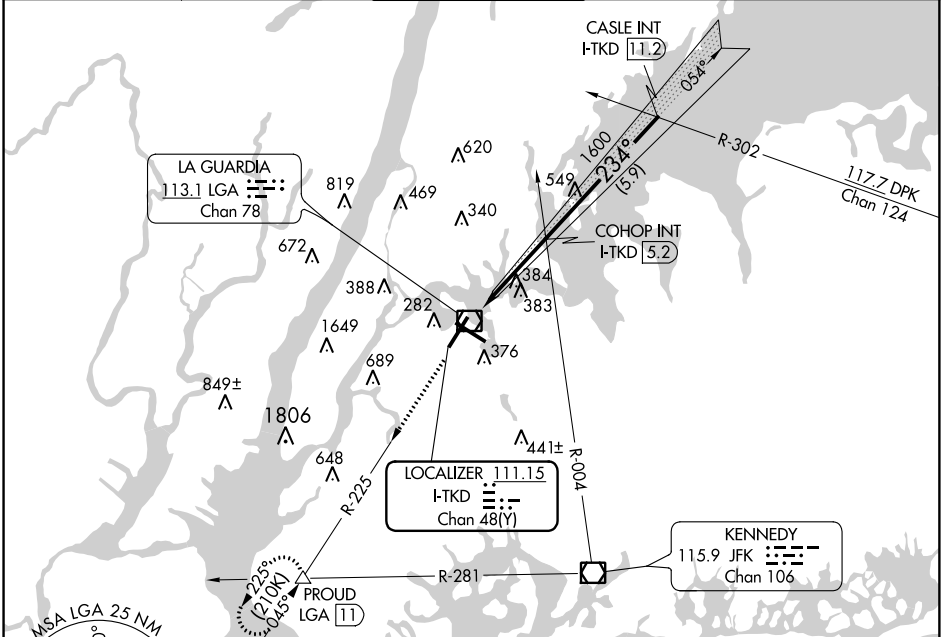 CASLE INT
I-TKD 11.2
054°
R-302
117.7 DPK
Chan 124
1600
234°
(5.9)
549
COHOP INT
I-TKD 5.2
LA GUARDIA
113.1 LGA
Chan 78
620
819
469
340
672
388
282
384
383
1649
689
376
849±
1806
648
441±
R-225
R-004
LOCALIZER 111.15
I-TKD
Chan 48(Y)
KENNEDY
115.9 JFK
Chan 106
R-281
225°
(210K)
045°
PROUD
LGA 11
MSA LGA 25 NM